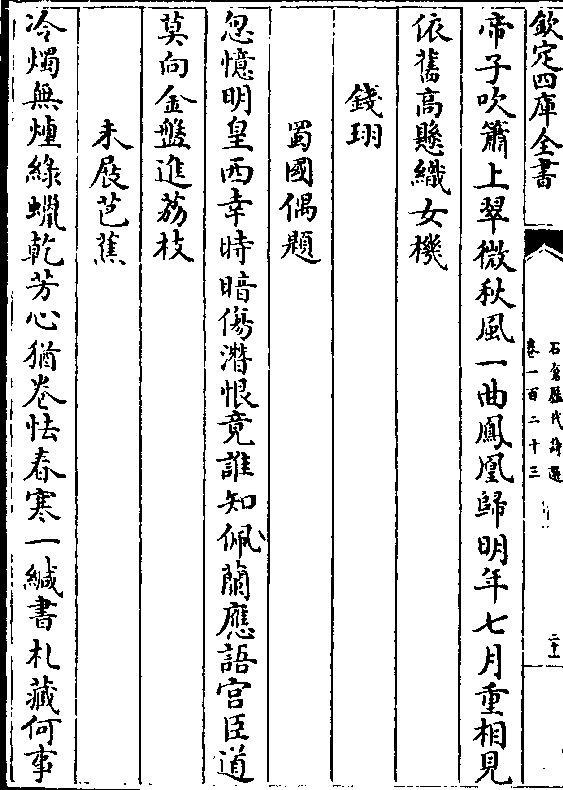 欽定四庫全書
石倉歷代詩選
卷一百二十三
帝子吹簫上翠微秋風一曲鳳凰歸明年七月重相見
依舊高懸織女機
錢珝
蜀國偶題
忽憶明皇西幸時暗傷潛恨竟誰知佩蘭應語宫臣道
莫向金盤進荔枝
未展芭蕉
冷燭無煙綠蠟乾芳心猶卷怯春寒一緘書札藏何事